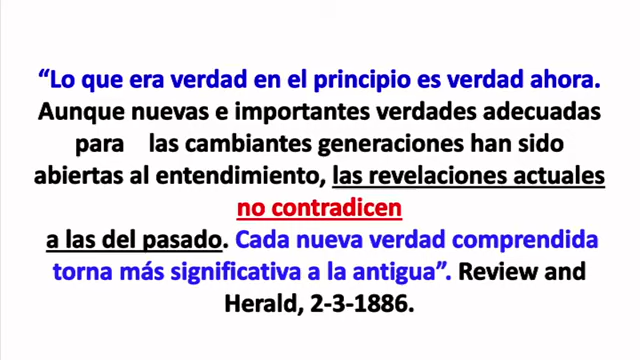 “Lo que era verdad en el principio es verdad ahora.
Aunque nuevas e importantes verdades adecuadas
para las cambiantes generaciones han sido
abiertas al entendimiento, las revelaciones actuales
no contradicen
a las del pasado. Cada nueva verdad comprendida
torna más significativa a la antigua”. Review and
Herald, 2-3-1886.